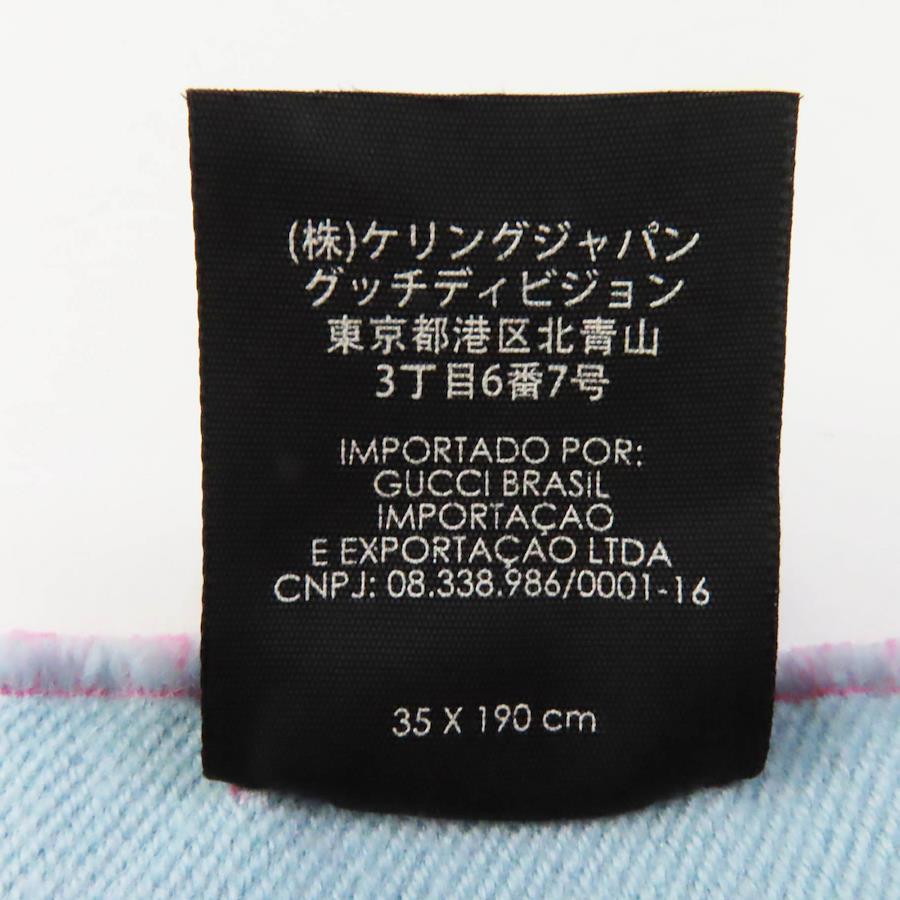 (株)ケリングジャパン
グッチディビジョン
東京都港区北青山
3丁目6番7号
IMPORTADO POR:
GUCCI BRASIL
IMPORTAÇAO
E EXPORTAÇAO LTDA
CNPJ: 08.338.986/0001-16
35 X 190 cm